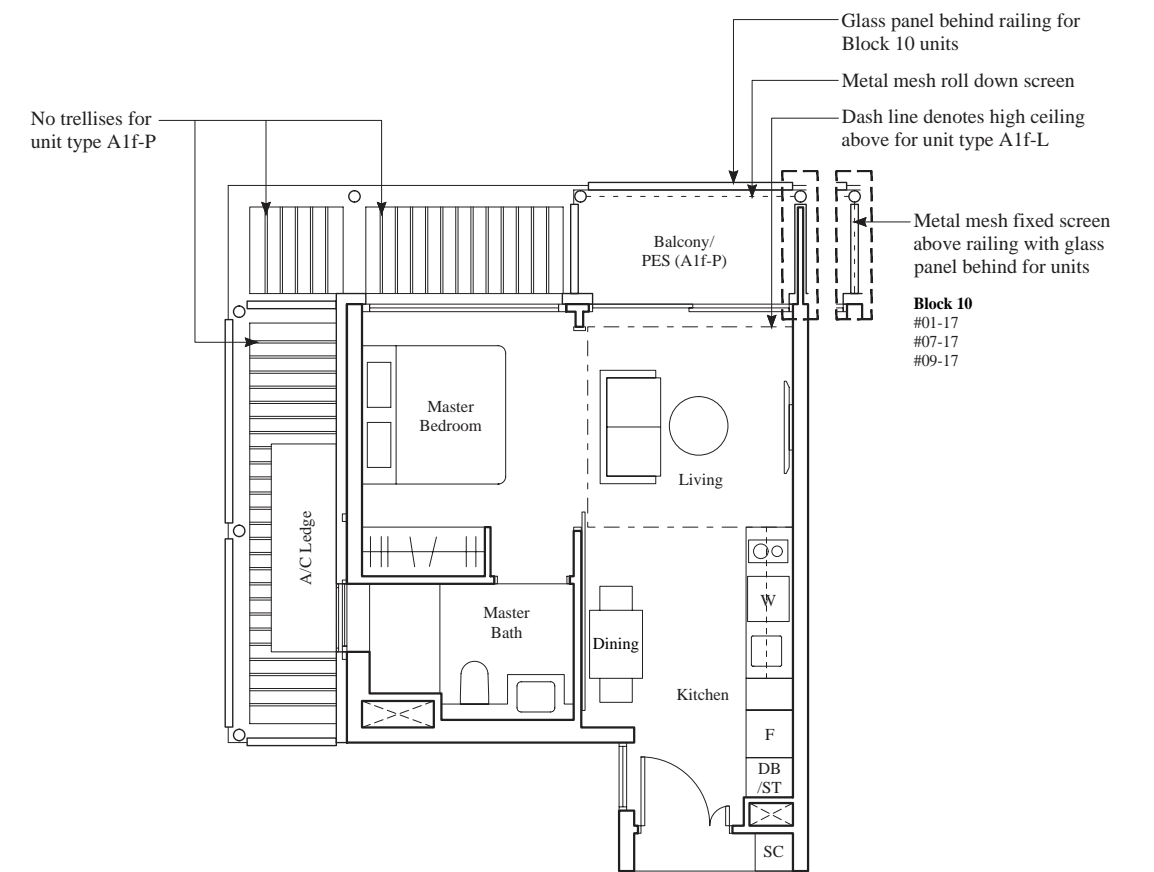 Glass panel behind railing for
Block 10 units
Metal mesh roll down screen
No trellises for
unit type A1f-P
Dash line denotes high ceiling
above for unit type A1f-L
Metal mesh fixed screen
above railing with glass
panel behind for units
Block 10
#01-17
#07-17
#09-17
Balcony/
PES (A1f-P)
Master
Bedroom
Living
A/C Ledge
Master
Bath
W
Dining
Kitchen
F
DB
/ST
SC